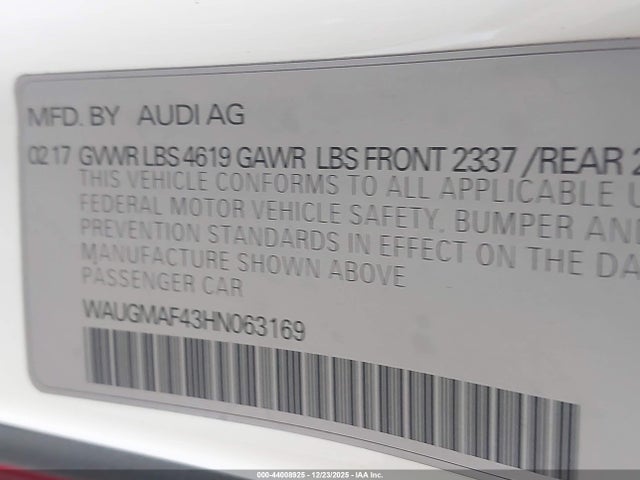 MFD. BY AUDI AG
02 17 GVWR LBS 4619 GAWR LBS FRONT 2337 /REAR 2
THIS VEHICLE CONFORMS TO ALL APPLICABLE U
FEDERAL MOTOR VEHICLE SAFETY, BUMPER AND
PREVENTION STANDARDS IN EFFECT ON THE DA
MANUFACTURE SHOWN ABOVE
PASSENGER CAR
WAUGMAF43HN063169
000-44008925 - 12/23/2025 - IAA Inc.